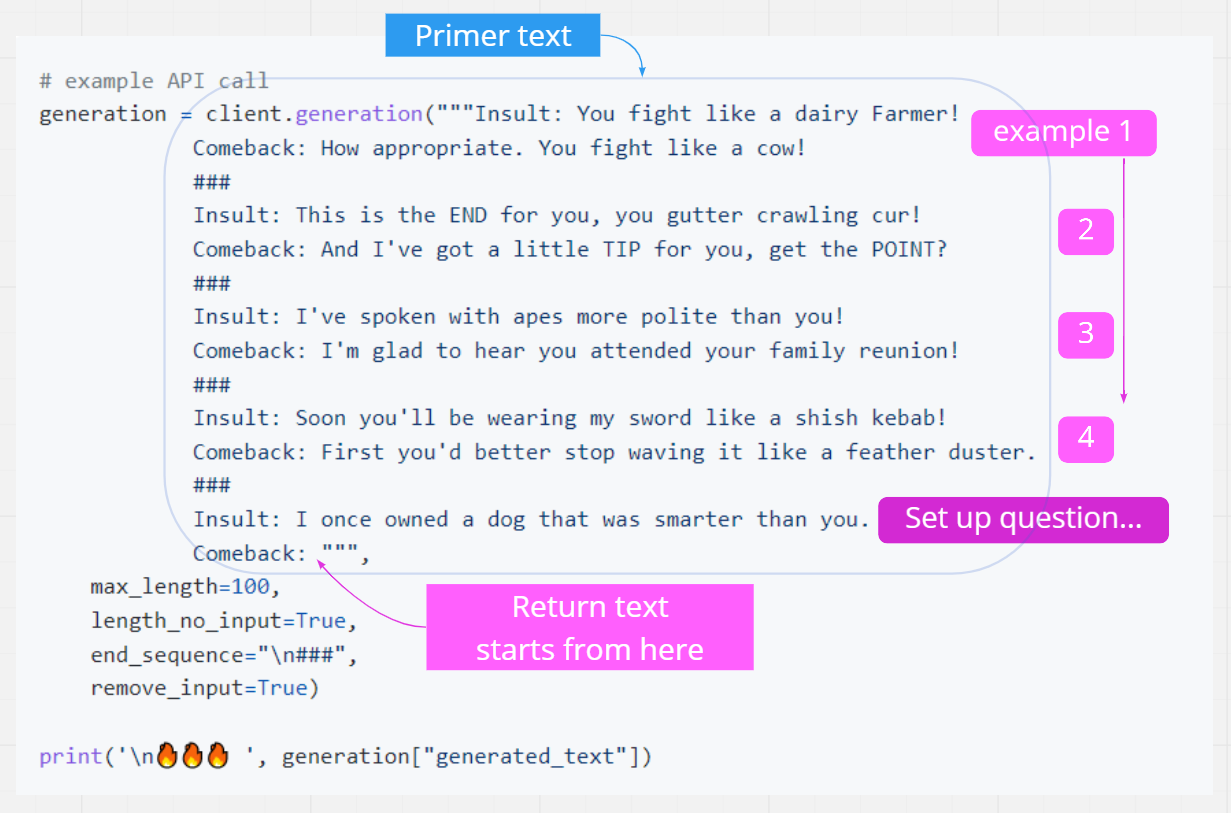 Primer text
# example API call
generation = client.generation("""Insult: You fight like a dairy Farmer!
example 1
Comeback: How appropriate. You fight like a cow!
###
Insult: This is the END for you, you gutter crawling cur!
2
Comeback: And I've got a little TIP for you, get the POINT?
###
Insult: I've spoken with apes more polite than you!
3
Comeback: I'm glad to hear you attended your family reunion!
###
Insult: Soon you'll be wearing my sword like a shish kebab!
4
Comeback: First you'd better stop waving it like a feather duster.
###
Insult: I once owned a dog that was smarter than you.
Set up question...
Comeback: """,
max_length=100,
Return text
starts from here
length_no_input=True,
end_sequence="\n###",
remove_input=True)
print('\n🔥🔥🔥 ', generation["generated_text"])